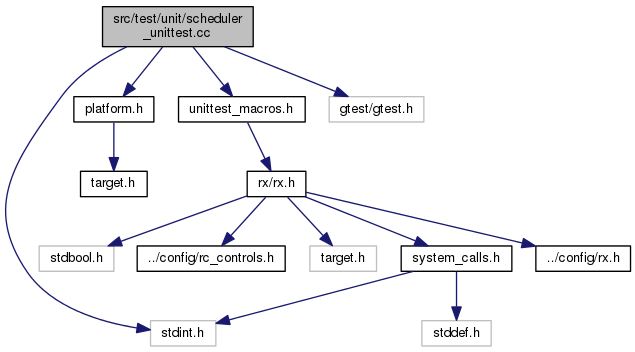 src/test/unit/scheduler
_unittest.cc
platform.h
unittest_macros.h
gtest/gtest.h
target.h
rx/rx.h
stdbool.h
../config/rc_controls.h
target.h
system_calls.h
../config/rx.h
stdint.h
stddef.h